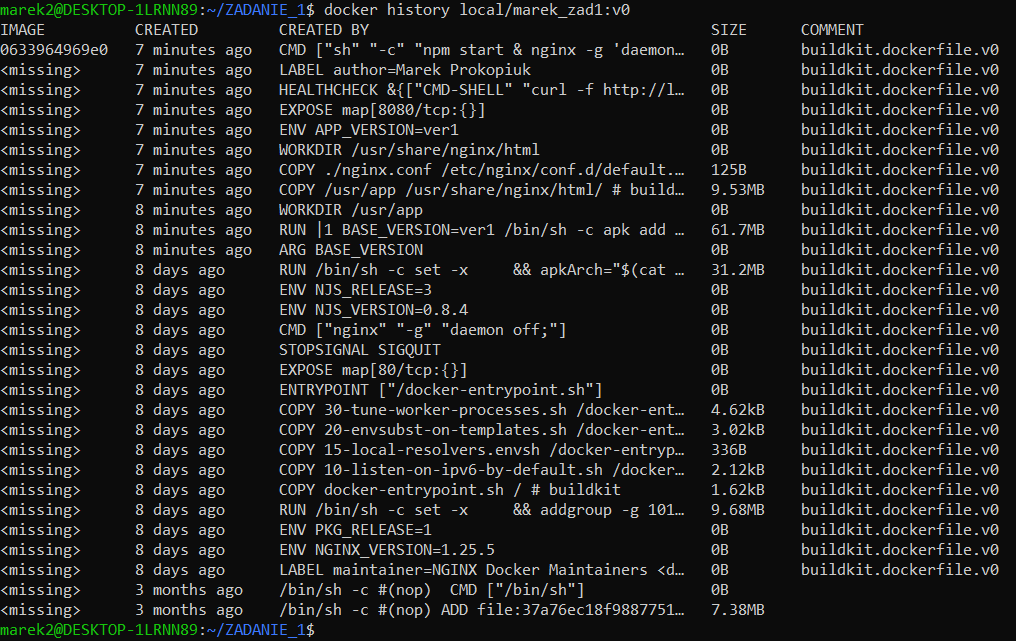 marek2@DESKTOP-1LRNN89:~/ZADANIE_1$ docker history local/marek_zad1:v0
IMAGE CREATED CREATED BY SIZE COMMENT
0633964969e0 7 minutes ago CMD ["sh" "-c" "npm start & nginx -g 'daemon… 0B buildkit.dockerfile.v0
<missing> 7 minutes ago LABEL author=Marek Prokopiuk 0B buildkit.dockerfile.v0
<missing> 7 minutes ago HEALTHCHECK &{["CMD-SHELL" "curl -f http://l… 0B buildkit.dockerfile.v0
<missing> 7 minutes ago EXPOSE map[8080/tcp:{}] 0B buildkit.dockerfile.v0
<missing> 7 minutes ago ENV APP_VERSION=ver1 0B buildkit.dockerfile.v0
<missing> 7 minutes ago WORKDIR /usr/share/nginx/html 0B buildkit.dockerfile.v0
<missing> 7 minutes ago COPY ./nginx.conf /etc/nginx/conf.d/default.… 125B buildkit.dockerfile.v0
<missing> 7 minutes ago COPY /usr/app /usr/share/nginx/html/ # build… 9.53MB buildkit.dockerfile.v0
<missing> 8 minutes ago WORKDIR /usr/app 0B buildkit.dockerfile.v0
<missing> 8 minutes ago RUN |1 BASE_VERSION=ver1 /bin/sh -c apk add … 61.7MB buildkit.dockerfile.v0
<missing> 8 minutes ago ARG BASE_VERSION 0B buildkit.dockerfile.v0
<missing> 8 days ago RUN /bin/sh -c set -x && apkArch="$(cat … 31.2MB buildkit.dockerfile.v0
<missing> 8 days ago ENV NJS_RELEASE=3 0B buildkit.dockerfile.v0
<missing> 8 days ago ENV NJS_VERSION=0.8.4 0B buildkit.dockerfile.v0
<missing> 8 days ago CMD ["nginx" "-g" "daemon off;"] 0B buildkit.dockerfile.v0
<missing> 8 days ago STOPSIGNAL SIGQUIT 0B buildkit.dockerfile.v0
<missing> 8 days ago EXPOSE map[80/tcp:{}] 0B buildkit.dockerfile.v0
<missing> 8 days ago ENTRYPOINT ["/docker-entrypoint.sh"] 0B buildkit.dockerfile.v0
<missing> 8 days ago COPY 30-tune-worker-processes.sh /docker-ent… 4.62kB buildkit.dockerfile.v0
<missing> 8 days ago COPY 20-envsubst-on-templates.sh /docker-ent… 3.02kB buildkit.dockerfile.v0
<missing> 8 days ago COPY 15-local-resolvers.envsh /docker-entryp… 336B buildkit.dockerfile.v0
<missing> 8 days ago COPY 10-listen-on-ipv6-by-default.sh /docker… 2.12kB buildkit.dockerfile.v0
<missing> 8 days ago COPY docker-entrypoint.sh / # buildkit 1.62kB buildkit.dockerfile.v0
<missing> 8 days ago RUN /bin/sh -c set -x && addgroup -g 101… 9.68MB buildkit.dockerfile.v0
<missing> 8 days ago ENV PKG_RELEASE=1 0B buildkit.dockerfile.v0
<missing> 8 days ago ENV NGINX_VERSION=1.25.5 0B buildkit.dockerfile.v0
<missing> 8 days ago LABEL maintainer=NGINX Docker Maintainers <d… 0B buildkit.dockerfile.v0
<missing> 3 months ago /bin/sh -c #(nop) CMD ["/bin/sh"] 0B
<missing> 3 months ago /bin/sh -c #(nop) ADD file:37a76ec18f9887751… 7.38MB
marek2@DESKTOP-1LRNN89:~/ZADANIE_1$